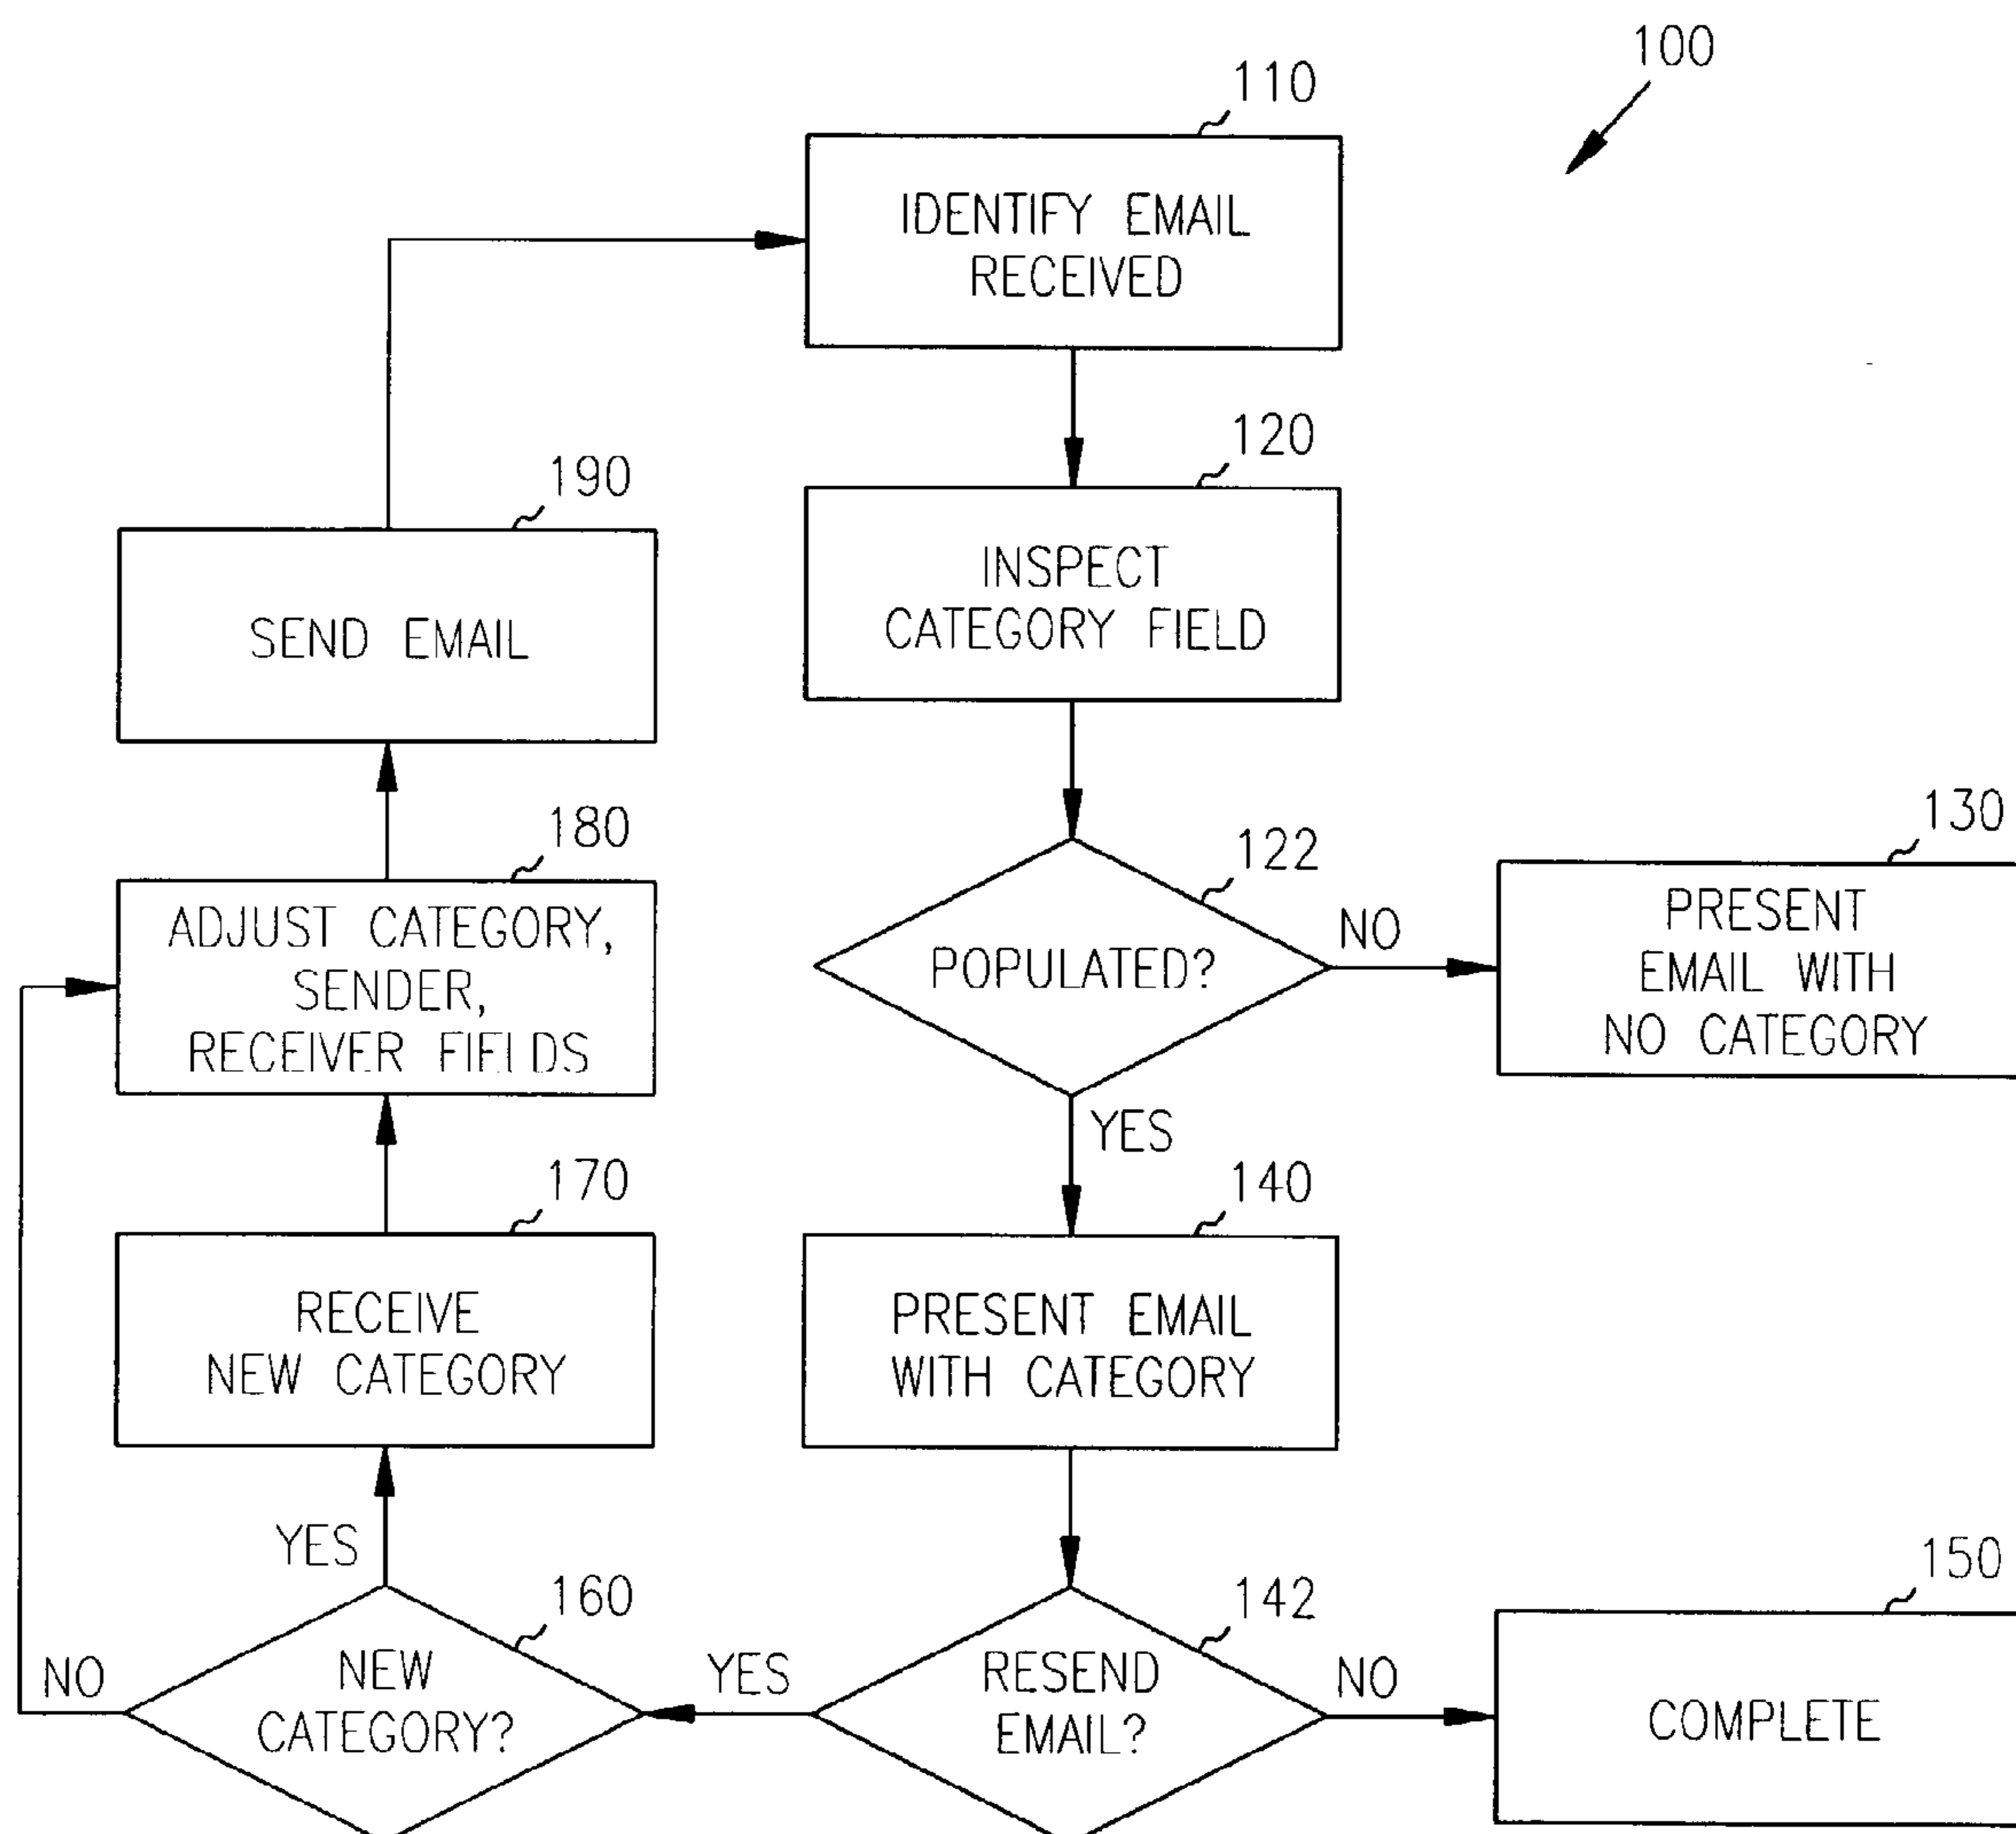 100
110
IDENTIFY EMAIL
RECEIVED
120
INSPECT
CATEGORY FIELD
122
POPULATED?
NO
130
PRESENT
EMAIL WITH
NO CATEGORY
YES
140
PRESENT EMAIL
WITH CATEGORY
142
RESEND
EMAIL?
NO
150
COMPLETE
YES
160
NEW
CATEGORY?
NO
YES
170
RECEIVE
NEW CATEGORY
180
ADJUST CATEGORY,
SENDER,
RECEIVER FIELDS
190
SEND EMAIL